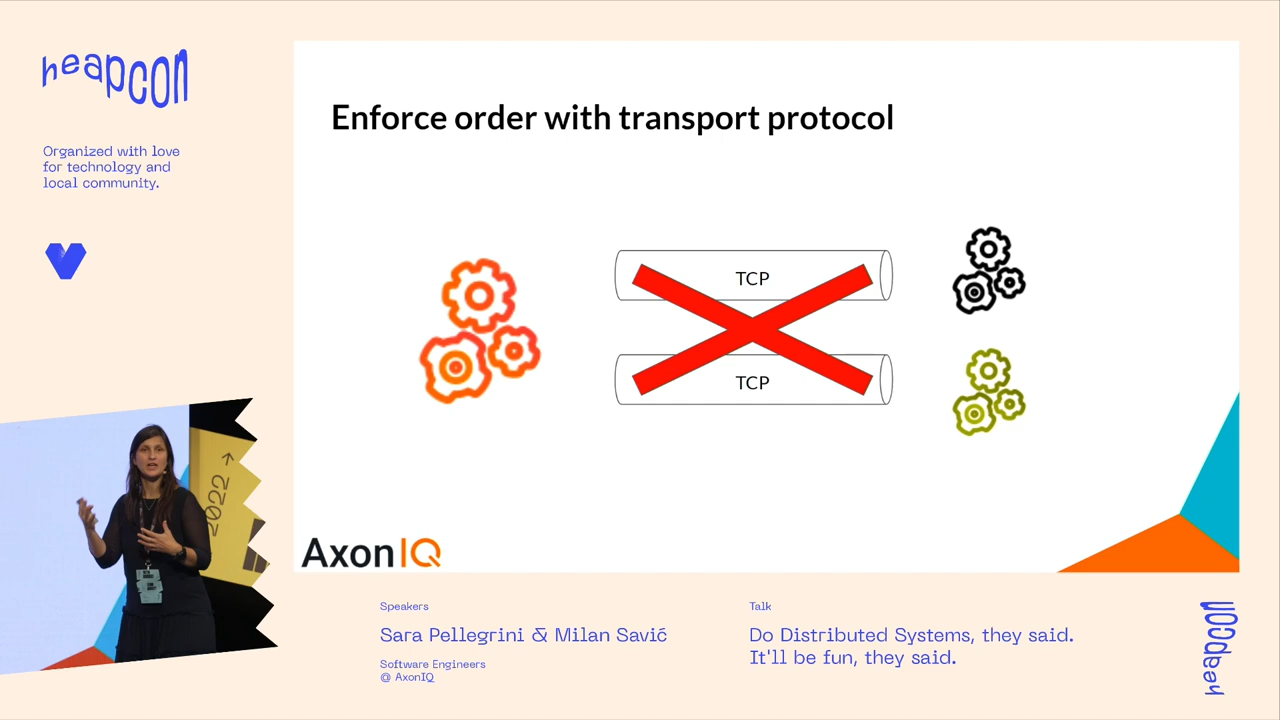 heapcon
Organized with love
for technology and
local community.
Enforce order with transport protocol
TCP
TCP
2022 →
AxonIQ
Speakers
Sara Pellegrini & Milan Savić
Software Engineers
@ AxonIQ
Talk
Do Distributed Systems, they said.
It'll be fun, they said.
heapcon